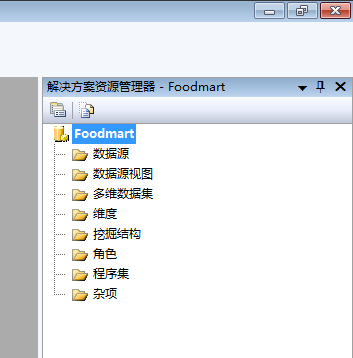 解决方案资源管理器 - Foodmart
Foodmart
数据源
数据源视图
多维数据集
维度
挖掘结构
角色
程序集
杂项